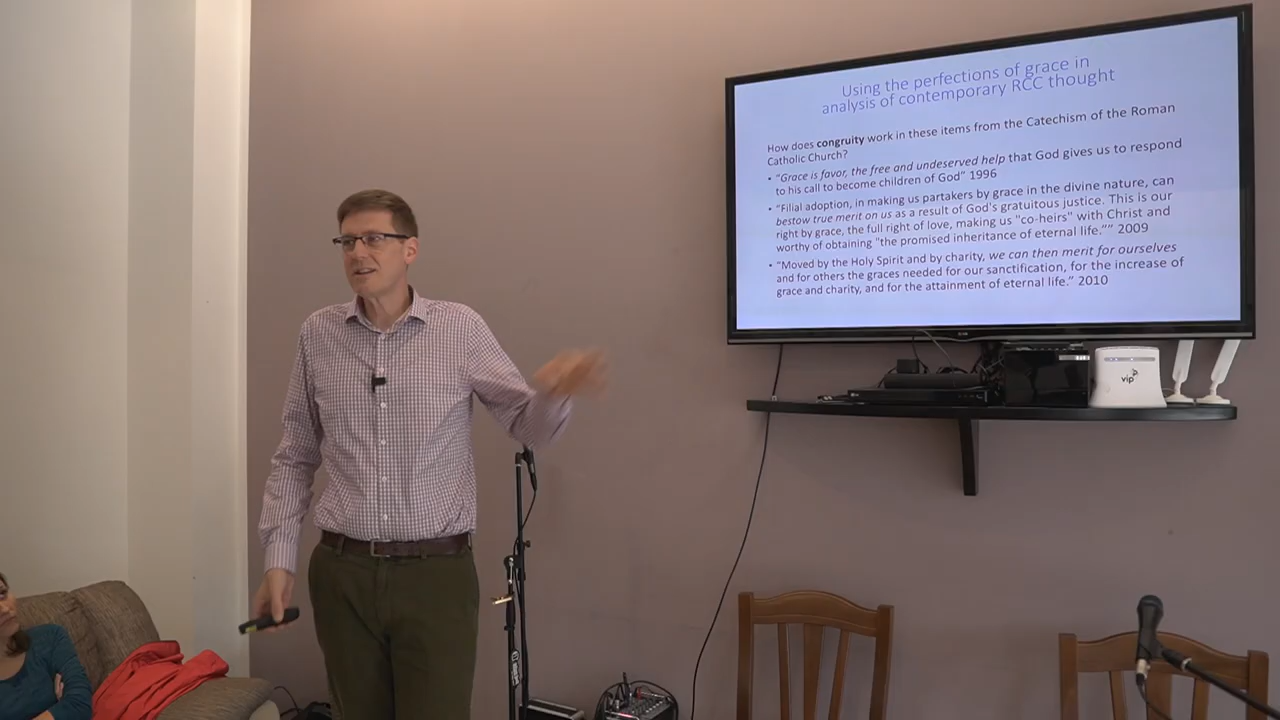 Using the perfections of grace in
analysis of contemporary RCC thought
How does congruity work in these items from the Catechism of the Roman
Catholic Church?
• "Grace is favor, the free and undeserved help that God gives us to respond
to his call to become children of God" 1996
• "Filial adoption, in making us partakers by grace in the divine nature, can
bestow true merit on us as a result of God's gratuitous justice. This is our
right by grace, the full right of love, making us "co-heirs" with Christ and
worthy of obtaining "the promised inheritance of eternal life."" 2009
• "Moved by the Holy Spirit and by charity, we can then merit for ourselves
and for others the graces needed for our sanctification, for the increase of
grace and charity, and for the attainment of eternal life." 2010
vip